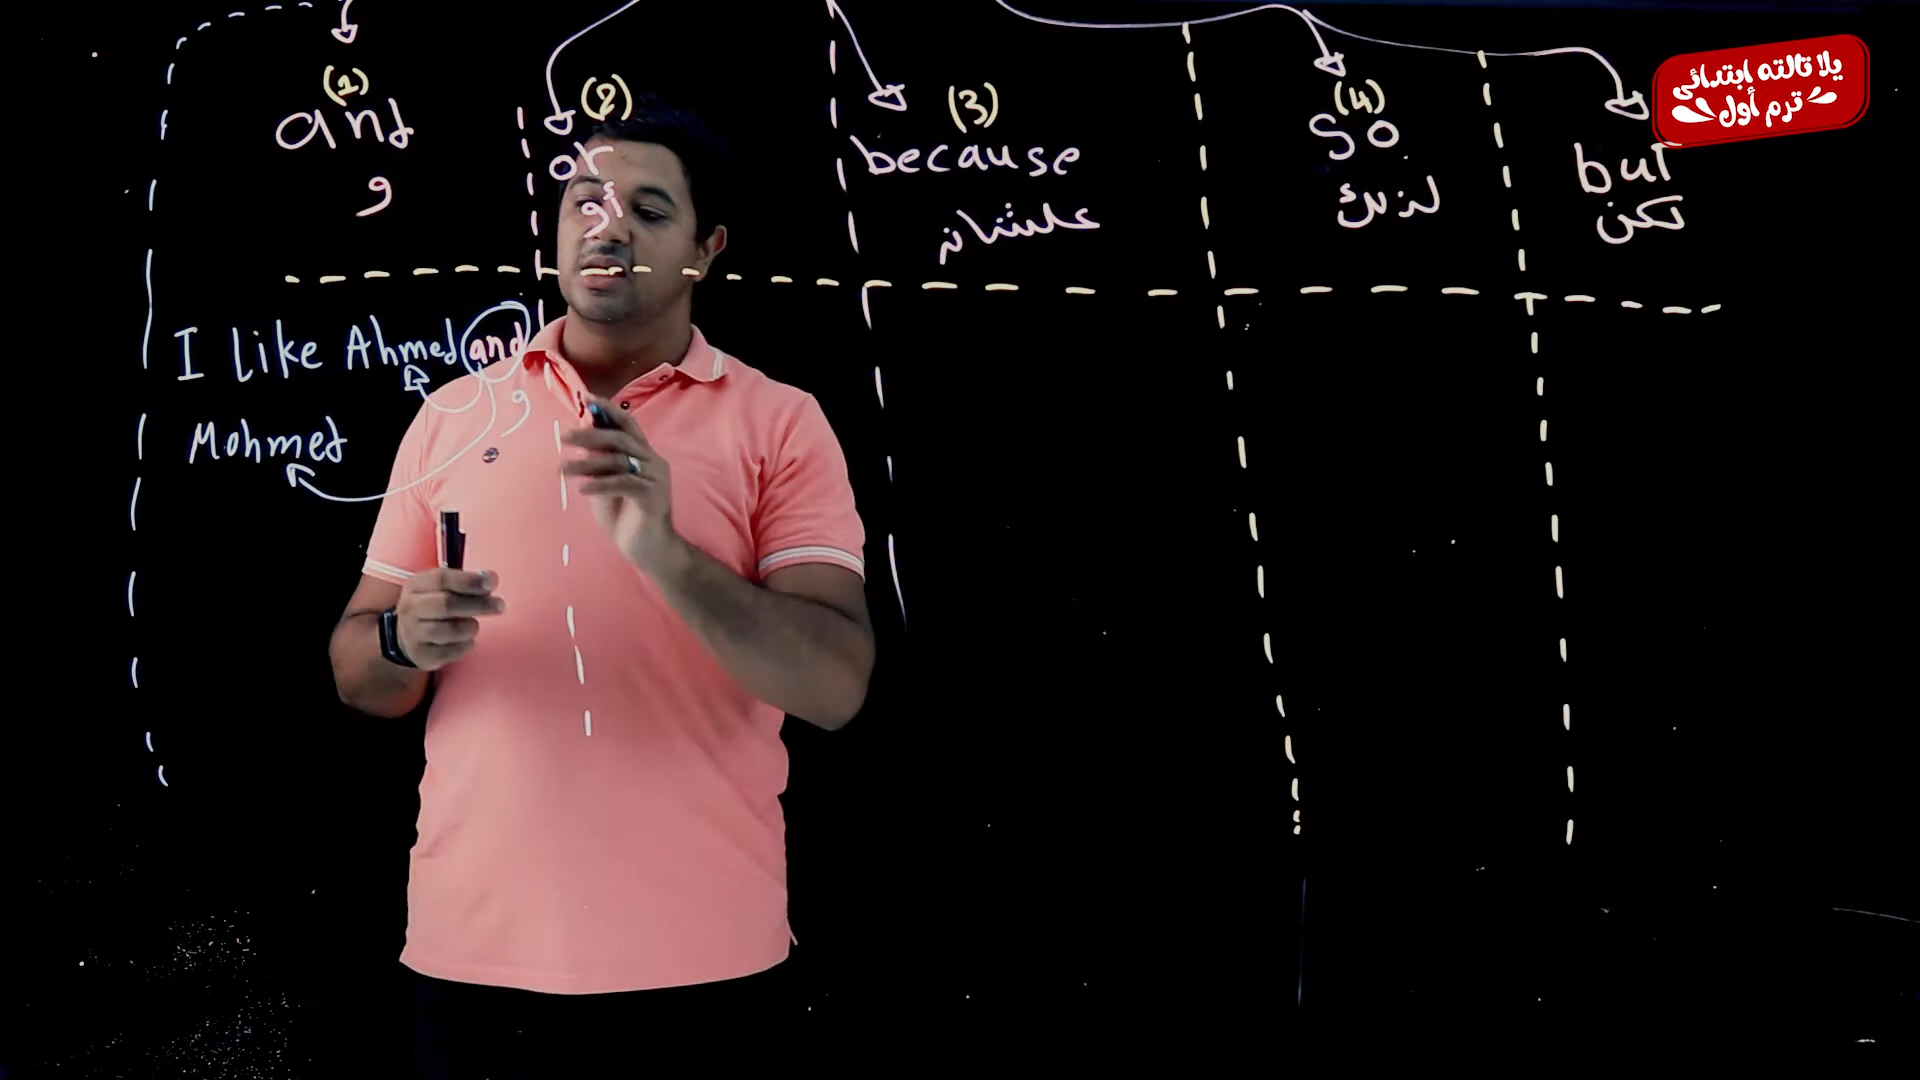 يلا تالته ابتدائى
ترم أول
(1)
and
و
(2)
or
أو
(3)
because
علشان
(4)
so
لذلك
but
لكن
I like Ahmed and
و
Mohmed